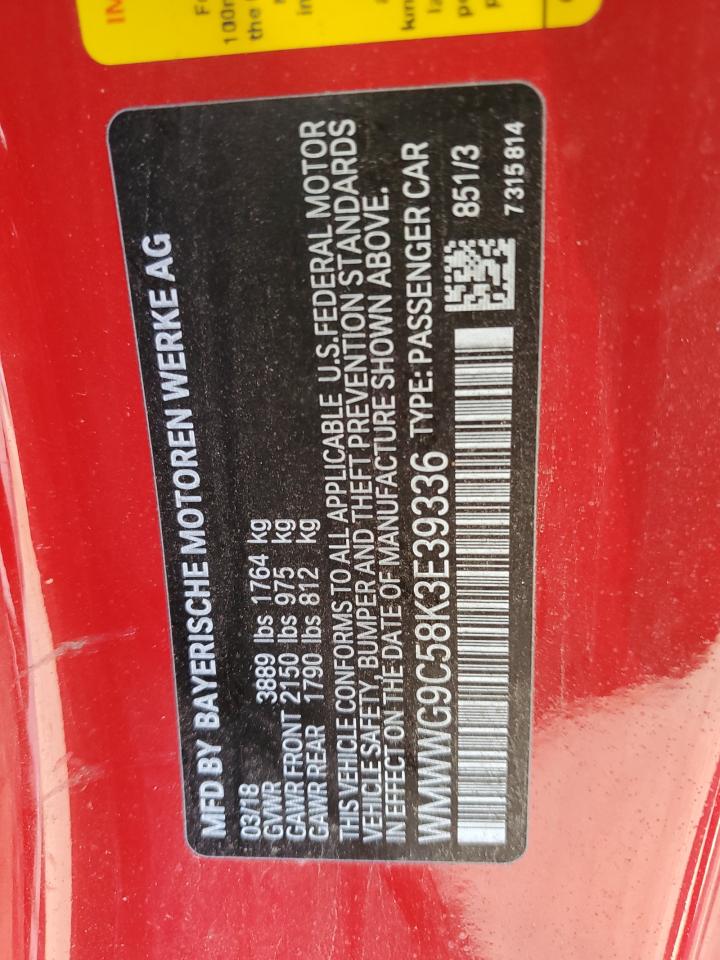 MFD BY BAYERISCHE MOTOREN WERKE AG
03/18
GVWR 3889 lbs 1764 kg
GAWR FRONT 2150 lbs 975 kg
GAWR REAR 1790 lbs 812 kg
THIS VEHICLE CONFORMS TO ALL APPLICABLE U.S.FEDERAL MOTOR
VEHICLE SAFETY, BUMPER AND THEFT PREVENTION STANDARDS
IN EFFECT ON THE DATE OF MANUFACTURE SHOWN ABOVE.
WMWWG9C58K3E39336 TYPE: PASSENGER CAR
851/3
7 315 814